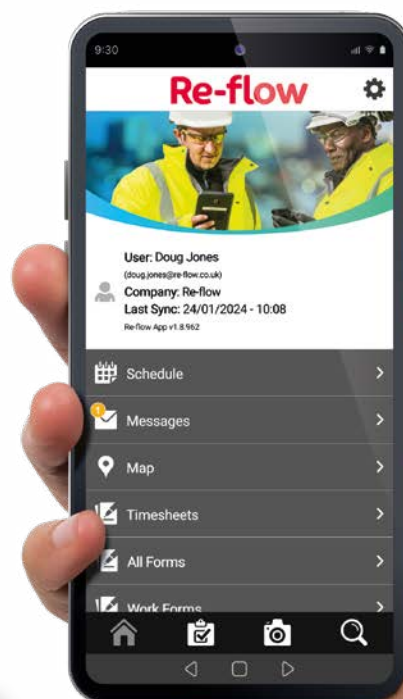 9:30
Re-flow
User: Doug Jones
(doug.jones@re-flow.co.uk)
Company: Re-flow
Last Sync: 24/01/2024 - 10:08
Re-flow App v1.8.962
Schedule
1
Messages
Map
Timesheets
All Forms
Work Forms